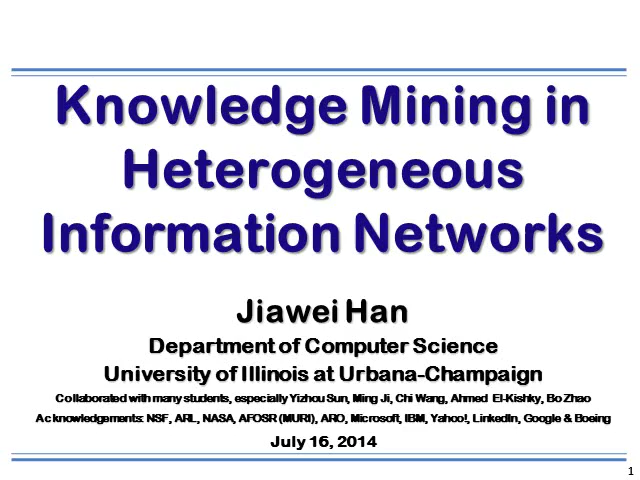 Knowledge Mining in
Heterogeneous
Information Networks
Jiawei Han
Department of Computer Science
University of Illinois at Urbana-Champaign
Collaborated with many students, especially Yizhou Sun, Ming Ji, Chi Wang, Ahmed El-Kishky, Bo Zhao
Acknowledgements: NSF, ARL, NASA, AFOSR (MURI), ARO, Microsoft, IBM, Yahoo!, LinkedIn, Google & Boeing
July 16, 2014
1